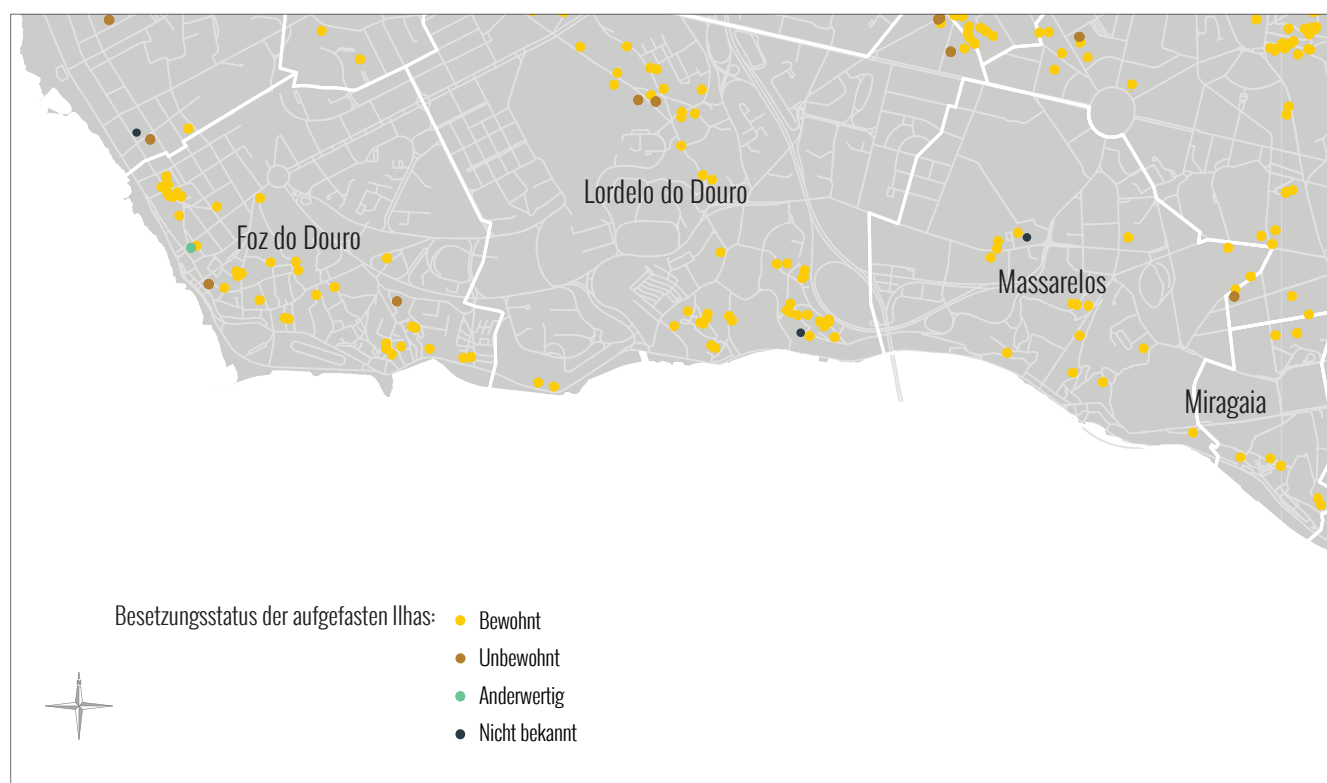 Lordelo do Douro
Foz do Douro
Massarelos
Miragaia
Besetzungsstatus der aufgefasten Ilhas:
Bewohnt
Unbewohnt
Anderwertig
Nicht bekannt
N